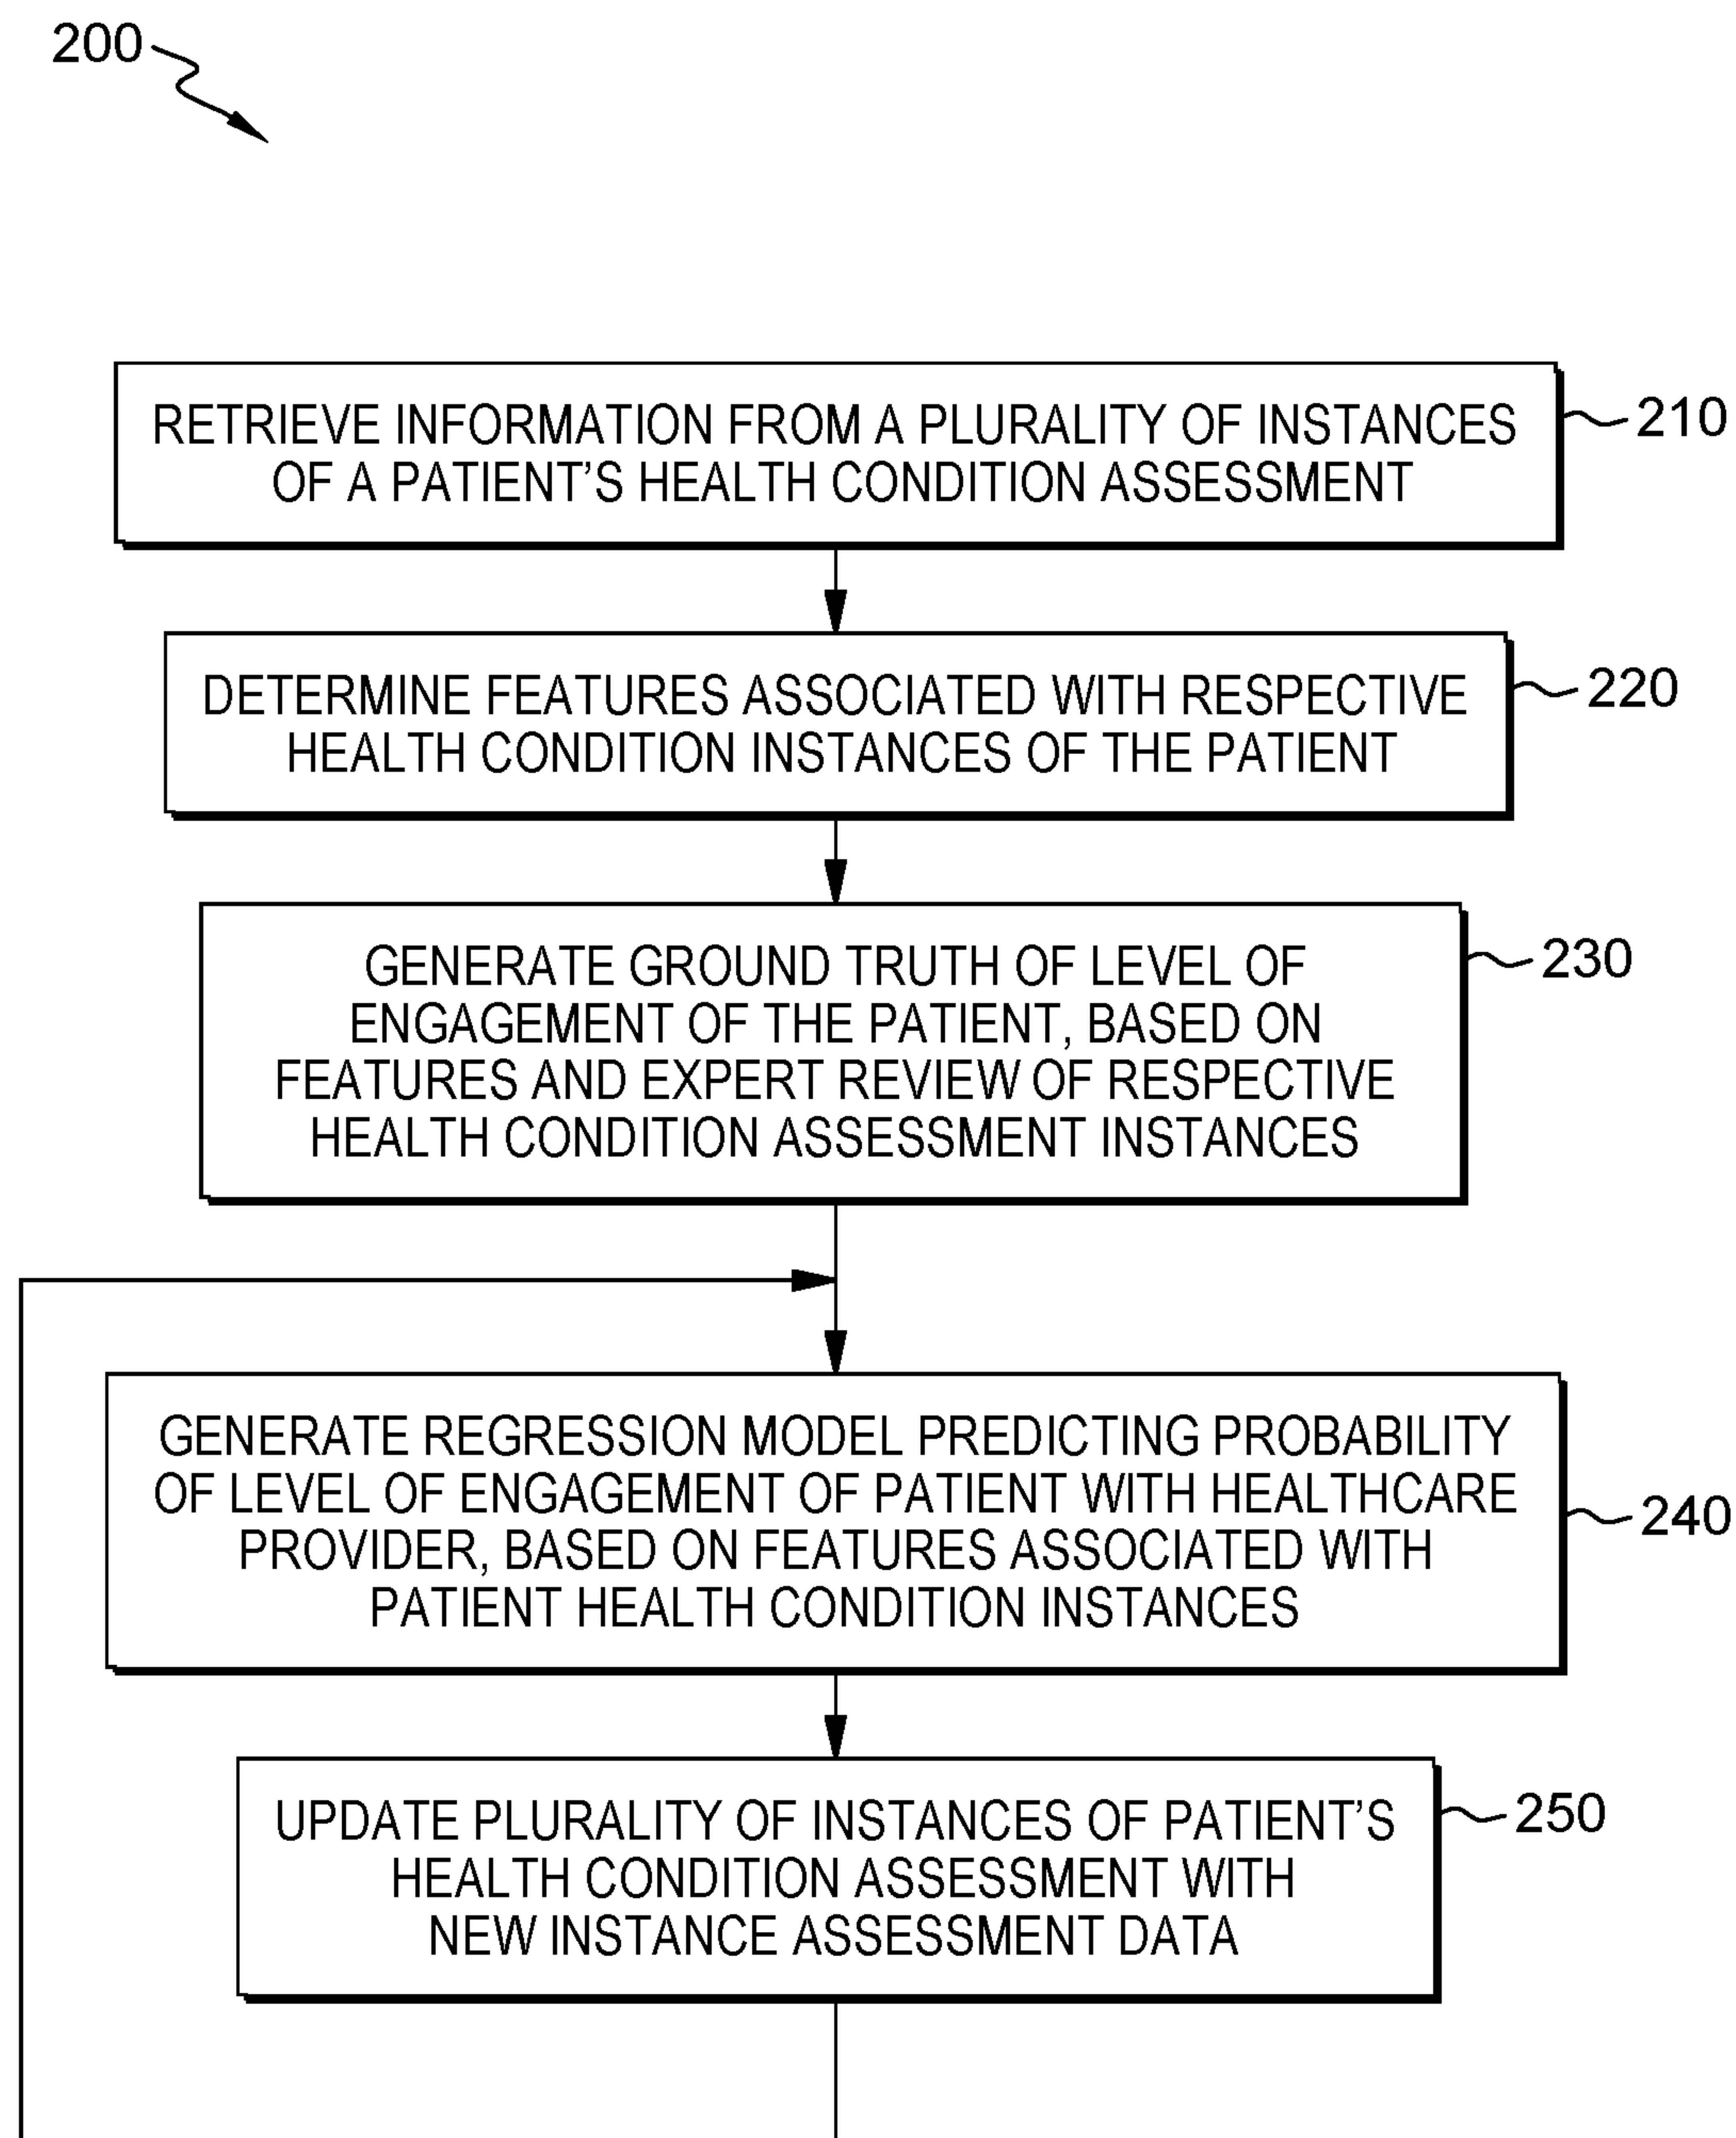 200
RETRIEVE INFORMATION FROM A PLURALITY OF INSTANCES
OF A PATIENT’S HEALTH CONDITION ASSESSMENT
210
DETERMINE FEATURES ASSOCIATED WITH RESPECTIVE
HEALTH CONDITION INSTANCES OF THE PATIENT
220
GENERATE GROUND TRUTH OF LEVEL OF
ENGAGEMENT OF THE PATIENT, BASED ON
FEATURES AND EXPERT REVIEW OF RESPECTIVE
HEALTH CONDITION ASSESSMENT INSTANCES
230
GENERATE REGRESSION MODEL PREDICTING PROBABILITY
OF LEVEL OF ENGAGEMENT OF PATIENT WITH HEALTHCARE
PROVIDER, BASED ON FEATURES ASSOCIATED WITH
PATIENT HEALTH CONDITION INSTANCES
240
UPDATE PLURALITY OF INSTANCES OF PATIENT’S
HEALTH CONDITION ASSESSMENT WITH
NEW INSTANCE ASSESSMENT DATA
250